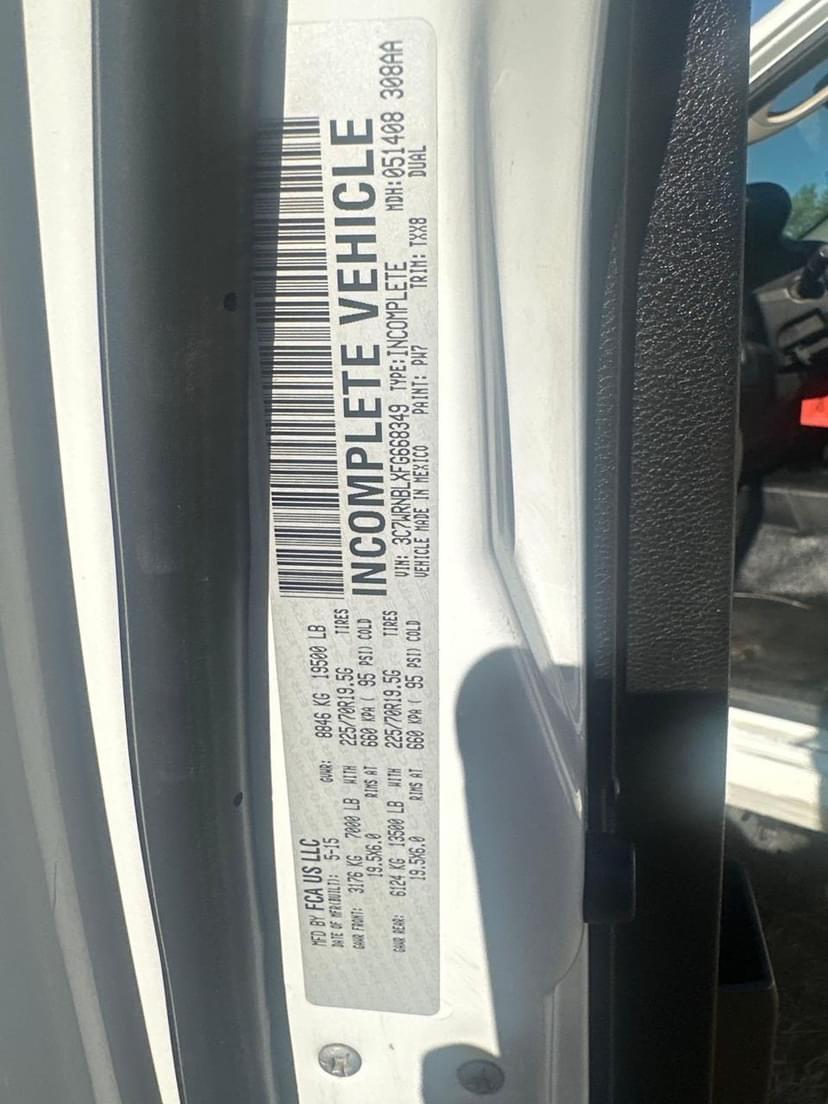 MFD BY FCA US LLC
DATE OF MFR(BUILT): 5-15 GVWR: 8846 KG 19500 LB
GAWR FRONT: 3176 KG 7000 LB WITH 225/70R19.5G TIRES
19.5X6.0 RIMS AT 660 KPA ( 95 PSI) COLD
GAWR REAR: 6124 KG 13500 LB WITH 225/70R19.5G TIRES
19.5X6.0 RIMS AT 660 KPA ( 95 PSI) COLD
INCOMPLETE VEHICLE
MDH:051408 308AA
VIN: 3C7WRNBLXFG668349 TYPE:INCOMPLETE DUAL
VEHICLE MADE IN MEXICO PAINT: PW7 TRIM: TXX8